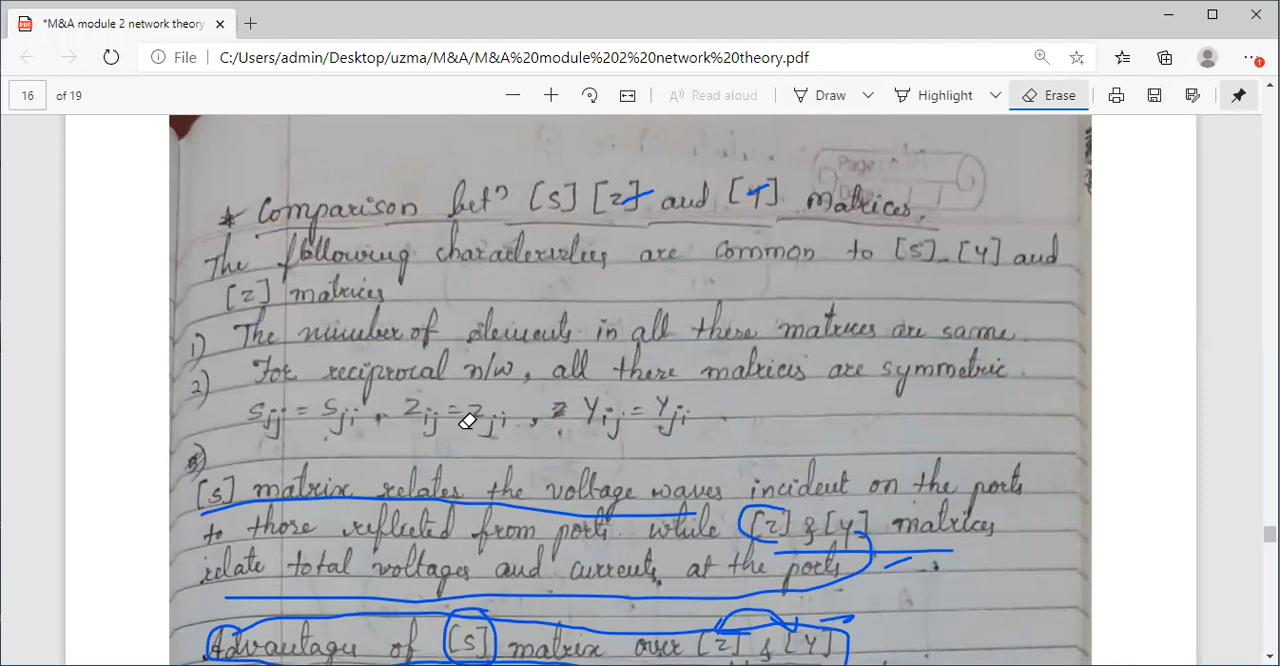 *M&A module 2 network theory
File C:/Users/admin/Desktop/uzma/M&A/M&A%20module%202%20network%20theory.pdf
16 of 19 Read aloud Draw Highlight Erase
Page
* Comparison betn [S] [Z] and [Y] matrices.
The following characteristics are common to [S], [Y] and
[Z] matrices
1) The number of elements in all these matrices are same.
2) For reciprocal n/w, all these matrices are symmetric.
Sij = Sji, Zij = Zji, Yij = Yji
3)
[S] matrix relates the voltage waves incident on the ports
to those reflected from ports while [Z] & [Y] matrices
relate total voltages and currents at the ports
Advantages of [S] matrix over [Z] & [Y]